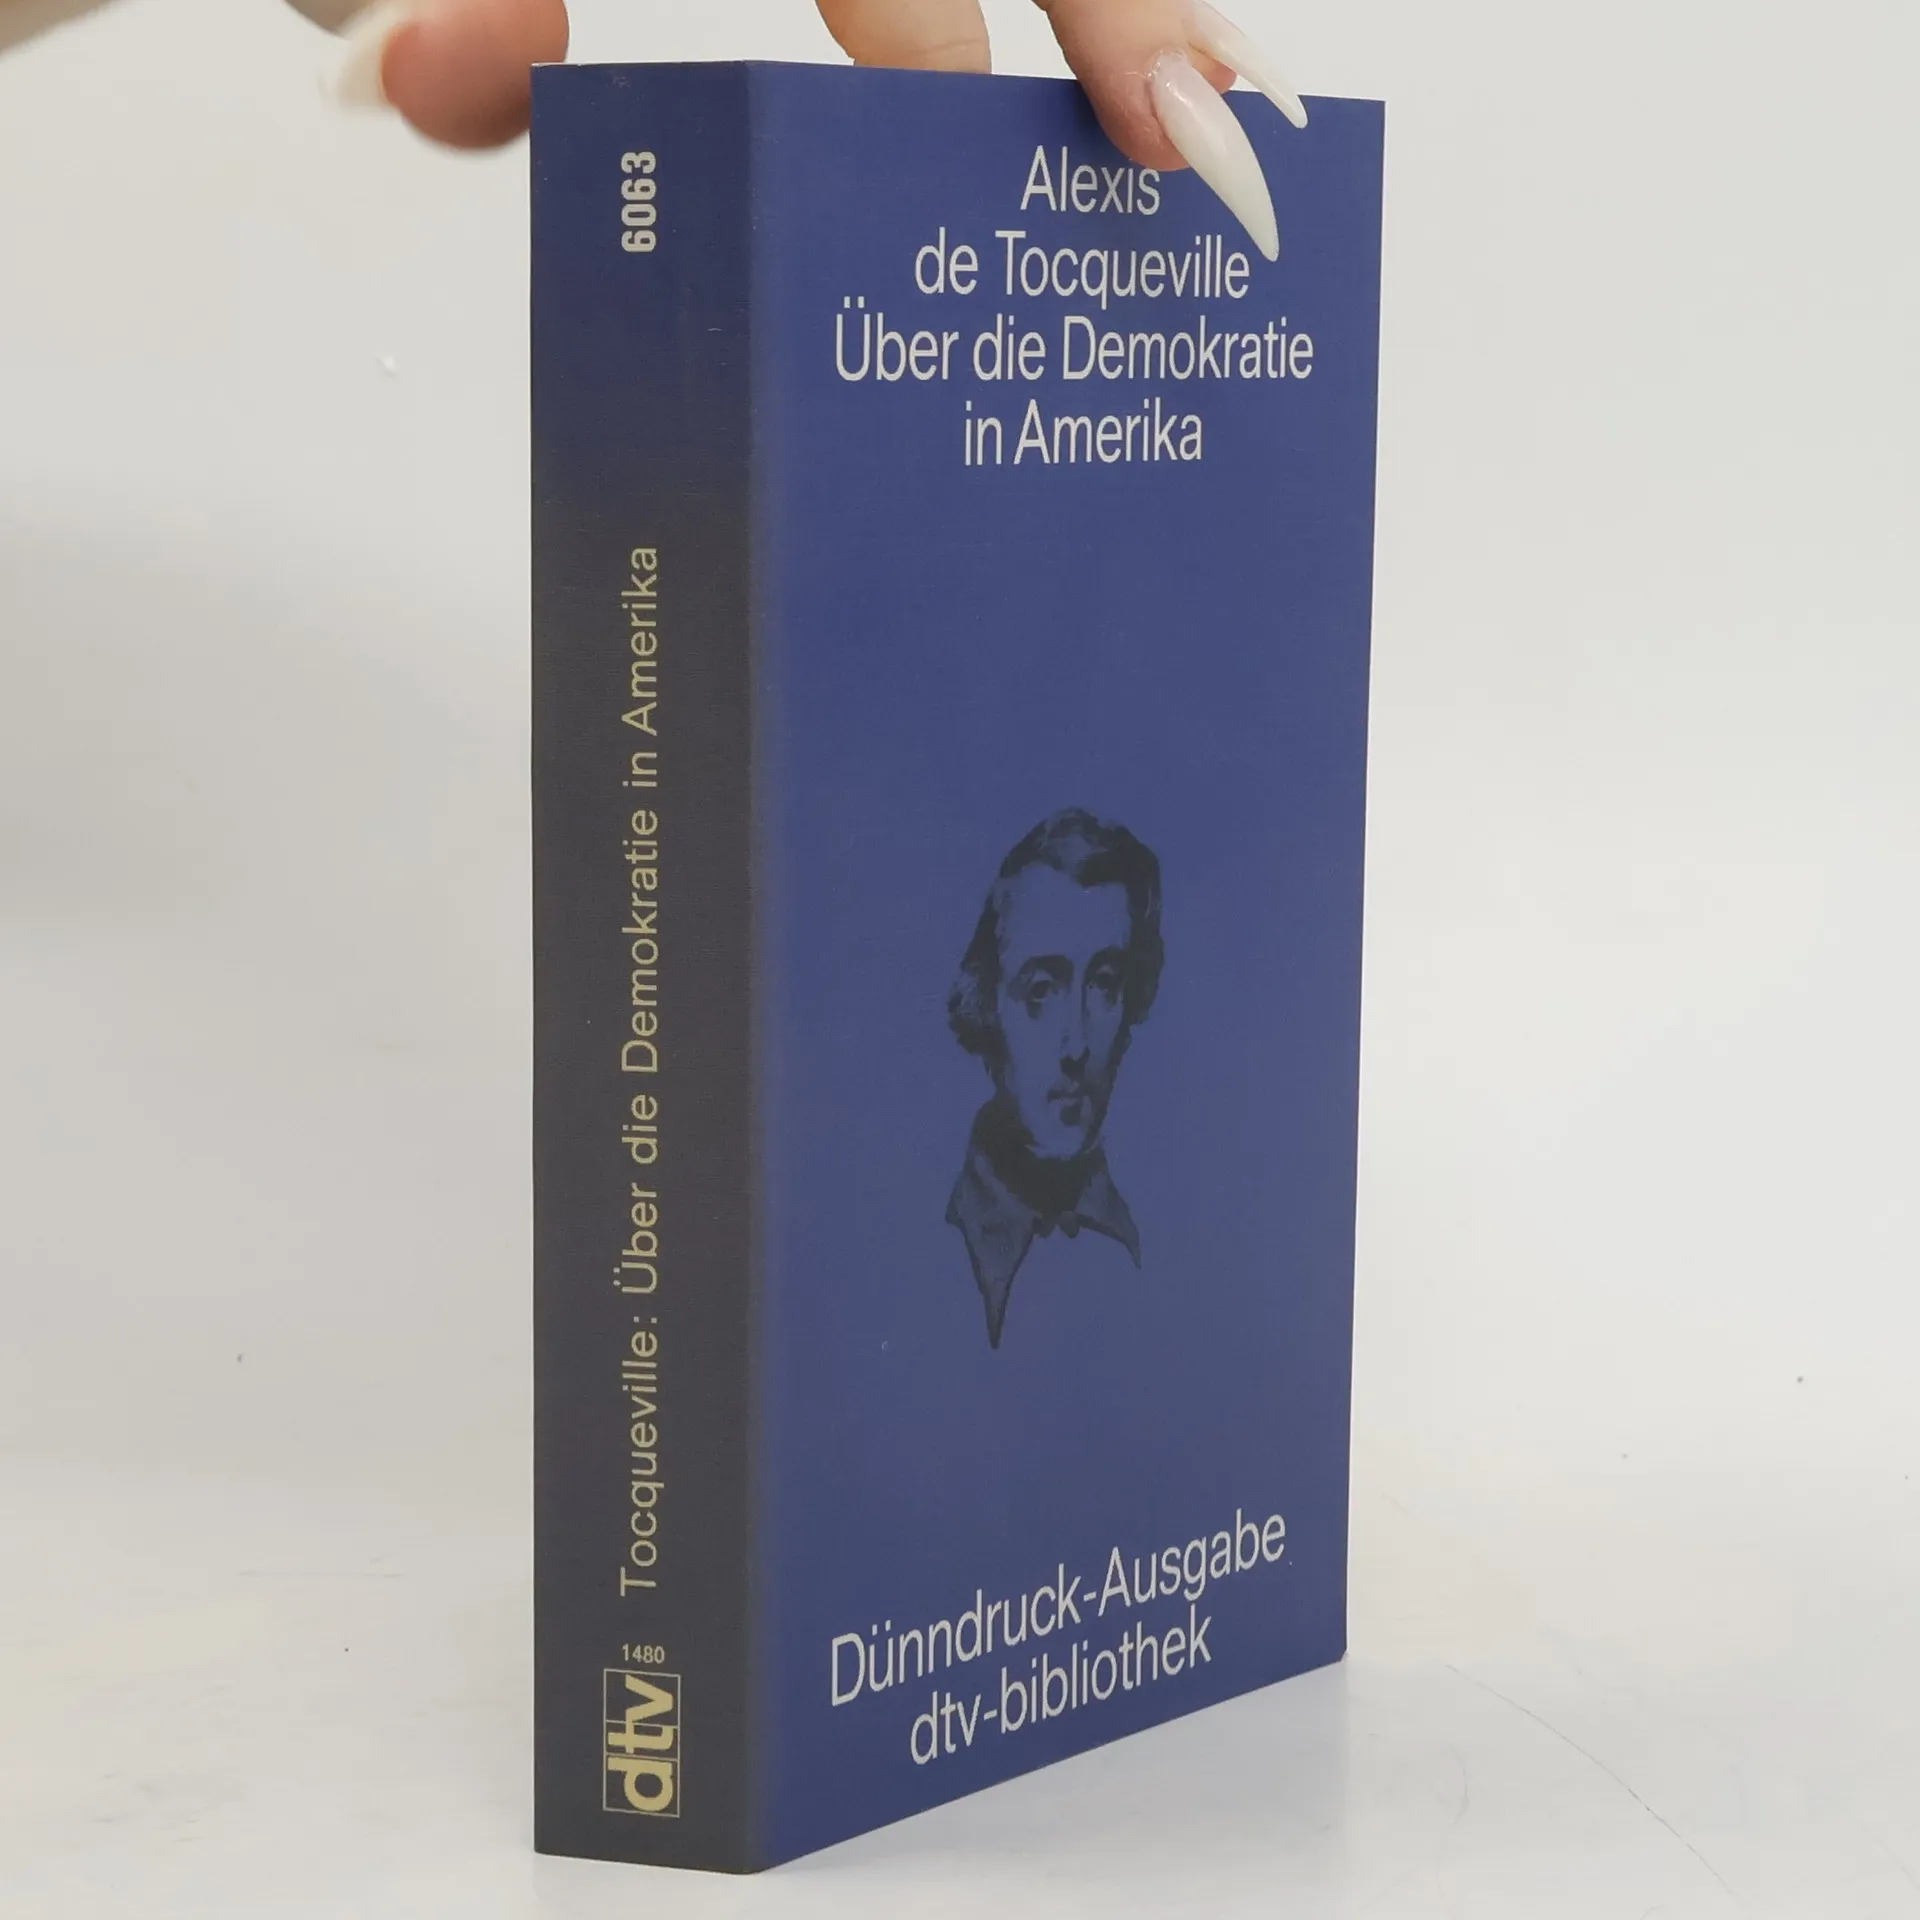 6063
Tocqueville: Über die Demokratie in Amerika
1480
dtv
Alexis
de Tocqueville
Über die Demokratie
in Amerika
Dünndruck-Ausgabe
dtv-bibliothek